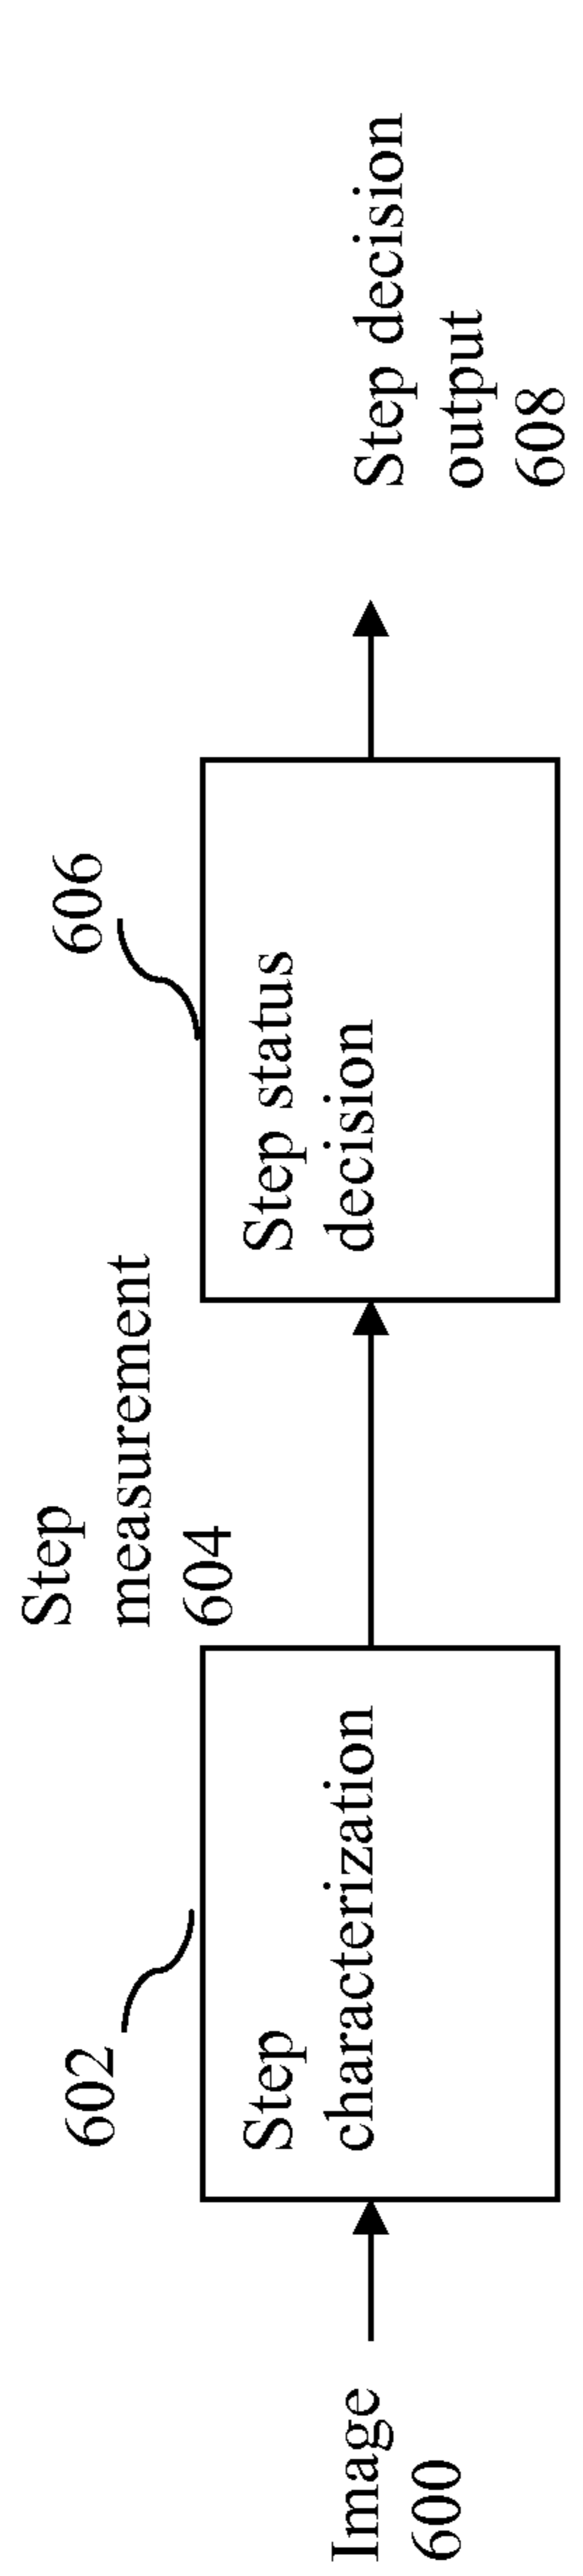 Image
600
602
Step
characterization
Step
measurement
604
606
Step status
decision
Step decision
output
608